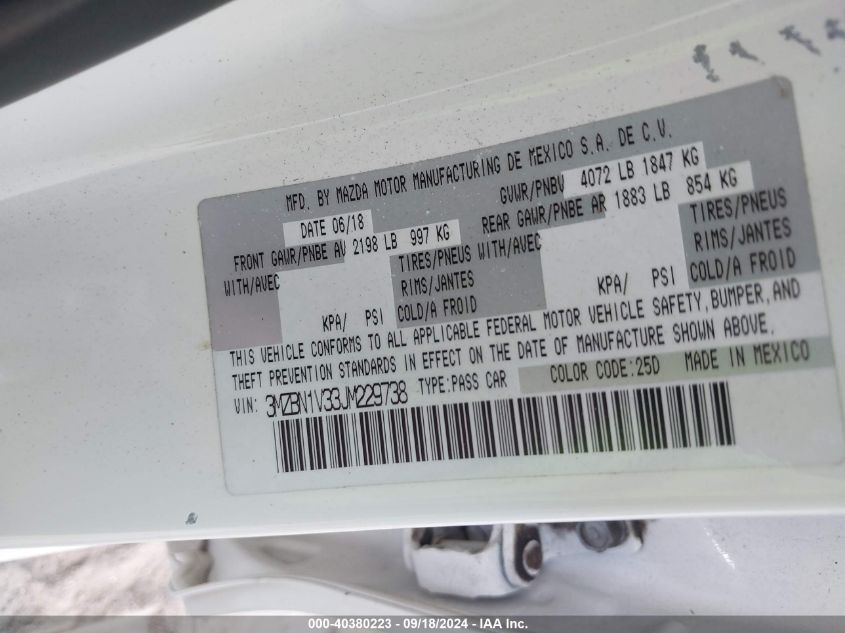 MFD. BY MAZDA MOTOR MANUFACTURING DE MEXICO S.A. DE C.V.
DATE 06/18 GVWR/PNBV 4072 LB 1847 KG
FRONT GAWR/PNBE AV 2198 LB 997 KG REAR GAWR/PNBE AR 1883 LB 854 KG
WITH/AVEC TIRES/PNEUS WITH/AVEC TIRES/PNEUS
RIMS/JANTES RIMS/JANTES
KPA/ PSI COLD/A FROID KPA/ PSI COLD/A FROID
THIS VEHICLE CONFORMS TO ALL APPLICABLE FEDERAL MOTOR VEHICLE SAFETY, BUMPER, AND
THEFT PREVENTION STANDARDS IN EFFECT ON THE DATE OF MANUFACTURE SHOWN ABOVE.
VIN: 3MZBN1V33JM229738 TYPE:PASS CAR COLOR CODE:25D MADE IN MEXICO
000-40380223 - 09/18/2024 - IAA Inc.